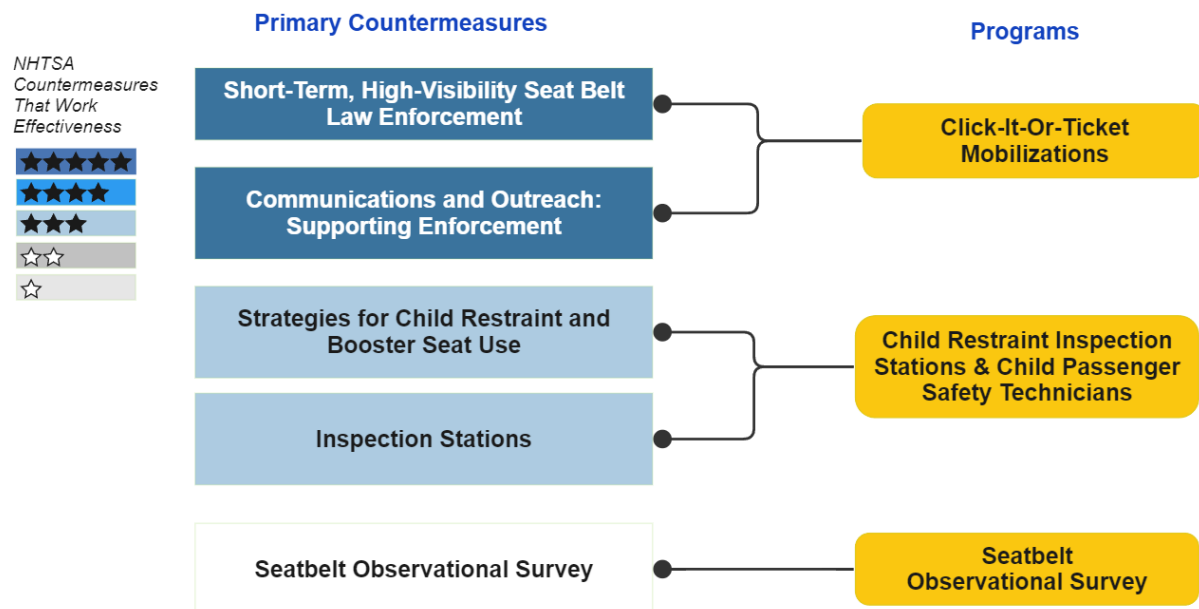 Primary Countermeasures
Programs
NHTSA
Countermeasures
That Work
Effectiveness
Short-Term, High-Visibility Seat Belt
Law Enforcement
Communications and Outreach:
Supporting Enforcement
Click-It-Or-Ticket
Mobilizations
Strategies for Child Restraint and
Booster Seat Use
Inspection Stations
Child Restraint Inspection
Stations & Child Passenger
Safety Technicians
Seatbelt Observational Survey
Seatbelt
Observational Survey